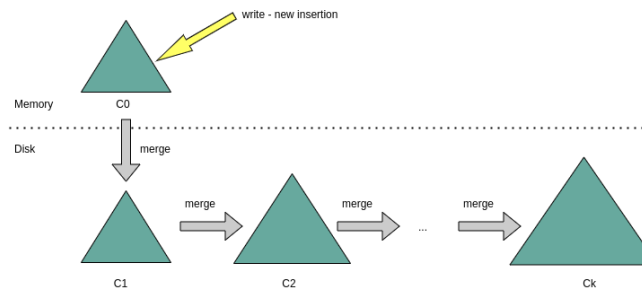 write - new insertion
Memory
C0
Disk
merge
merge
merge
...
merge
C1
C2
Ck